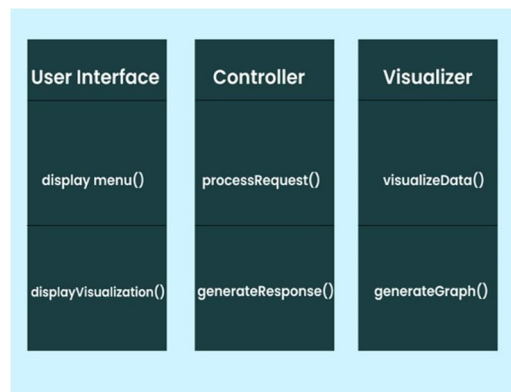 User Interface
display menu()
displayVisualization()
Controller
processRequest()
generateResponse()
Visualizer
visualizeData()
generateGraph()